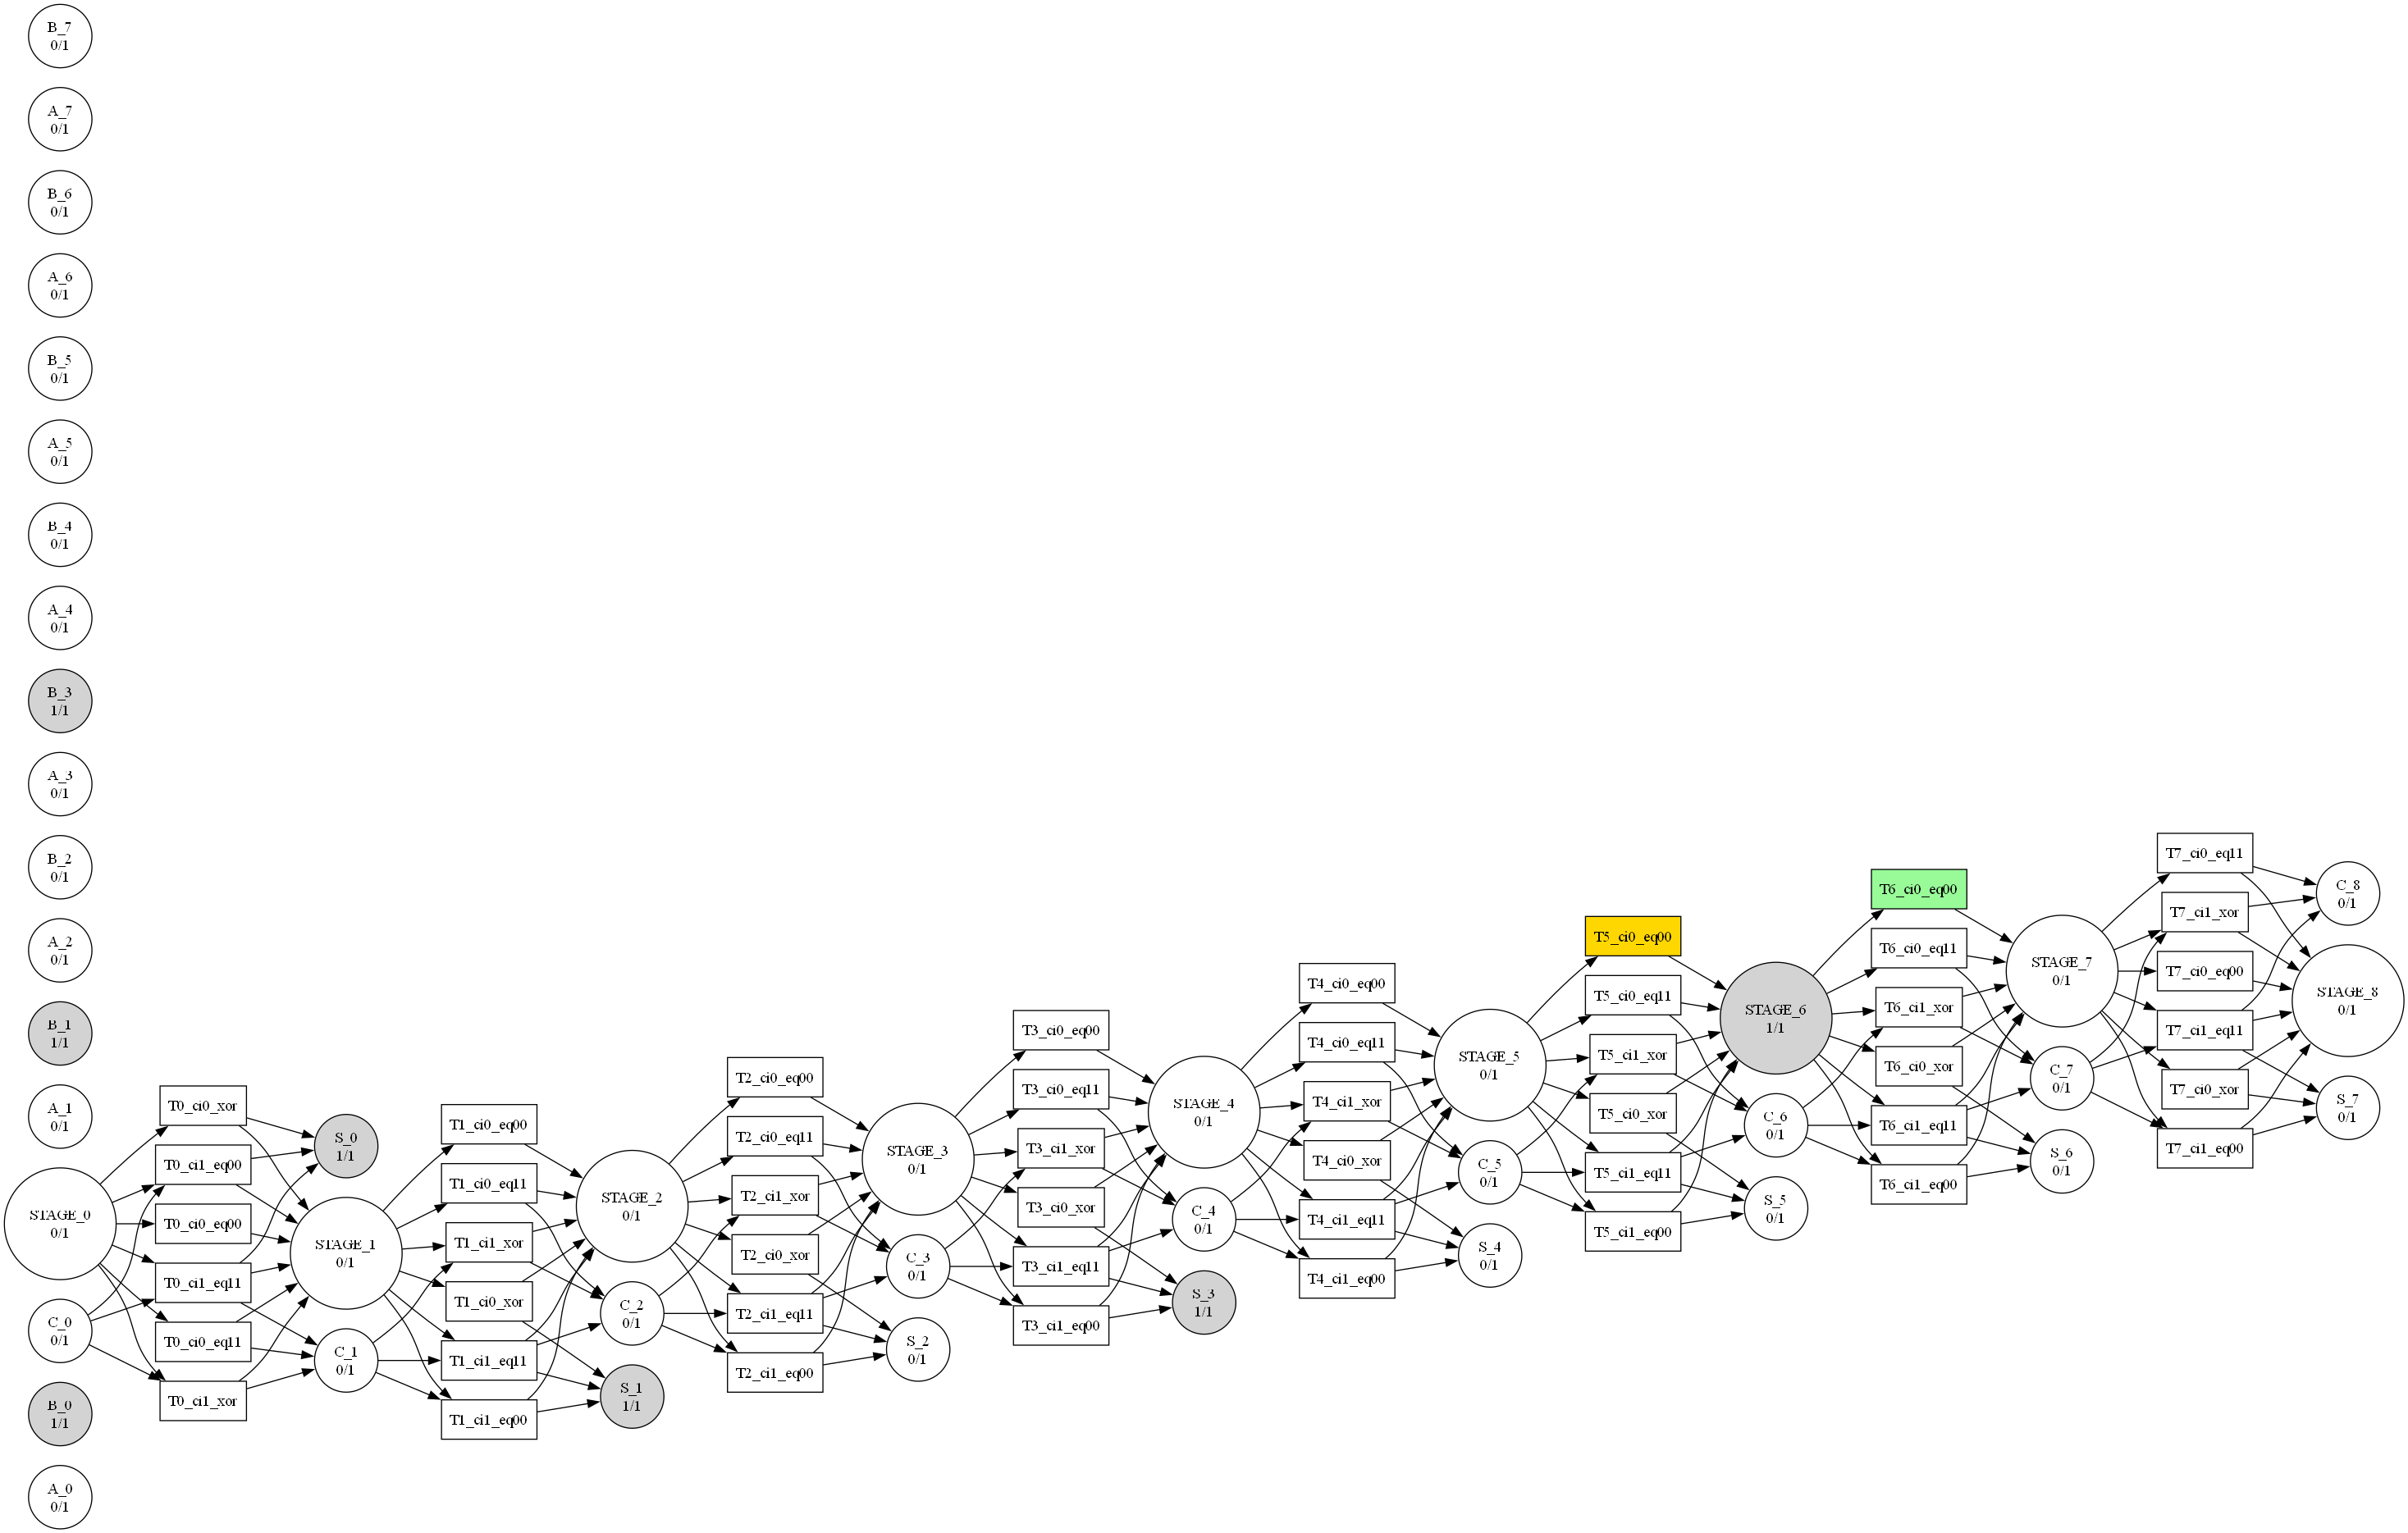 B_7
0/1
A_7
0/1
B_6
0/1
A_6
0/1
B_5
0/1
A_5
0/1
B_4
0/1
A_4
0/1
B_3
1/1
A_3
0/1
B_2
0/1
A_2
0/1
B_1
1/1
A_1
0/1
STAGE_0
0/1
C_0
0/1
B_0
1/1
A_0
0/1
T0_ci0_xor
T0_ci1_eq00
T0_ci0_eq00
T0_ci1_eq11
T0_ci0_eq11
T0_ci1_xor
S_0
1/1
STAGE_1
0/1
C_1
0/1
T1_ci0_eq00
T1_ci0_eq11
T1_ci1_xor
T1_ci0_xor
T1_ci1_eq11
T1_ci1_eq00
STAGE_2
0/1
C_2
0/1
S_1
1/1
T2_ci0_eq00
T2_ci0_eq11
T2_ci1_xor
T2_ci0_xor
T2_ci1_eq11
T2_ci1_eq00
STAGE_3
0/1
C_3
0/1
S_2
0/1
T3_ci0_eq00
T3_ci0_eq11
T3_ci1_xor
T3_ci0_xor
T3_ci1_eq11
T3_ci1_eq00
STAGE_4
0/1
C_4
0/1
S_3
1/1
T4_ci0_eq00
T4_ci0_eq11
T4_ci1_xor
T4_ci0_xor
T4_ci1_eq11
T4_ci1_eq00
STAGE_5
0/1
C_5
0/1
S_4
0/1
T5_ci0_eq00
T5_ci0_eq11
T5_ci1_xor
T5_ci0_xor
T5_ci1_eq11
T5_ci1_eq00
STAGE_6
1/1
C_6
0/1
S_5
0/1
T6_ci0_eq00
T6_ci0_eq11
T6_ci1_xor
T6_ci0_xor
T6_ci1_eq11
T6_ci1_eq00
STAGE_7
0/1
C_7
0/1
S_6
0/1
T7_ci0_eq11
T7_ci1_xor
T7_ci0_eq00
T7_ci1_eq11
T7_ci0_xor
T7_ci1_eq00
C_8
0/1
STAGE_8
0/1
S_7
0/1